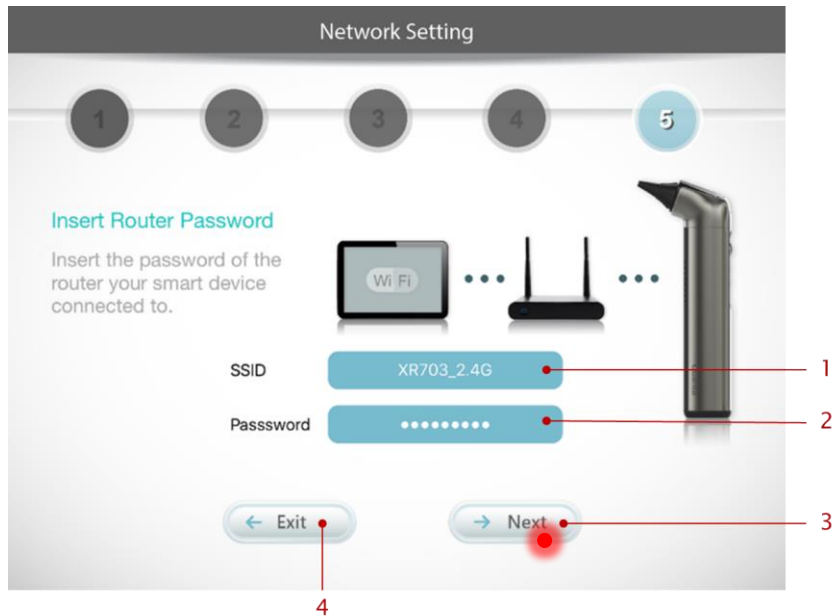 Network Setting
1 2 3 4 5
Insert Router Password
Insert the password of the
router your smart device
connected to.
Wi Fi
SSID XR703_2.4G 1
Passsword ●●●●●●●●● 2
← Exit → Next 3
4